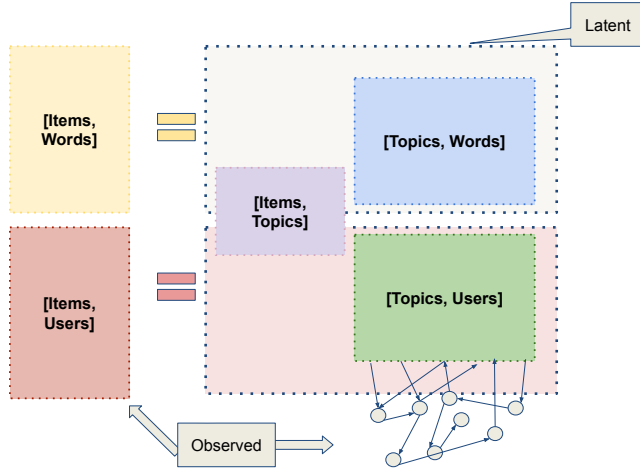 Latent
[Items,
Words]
[Topics, Words]
[Items,
Topics]
[Items,
Users]
[Topics, Users]
Observed